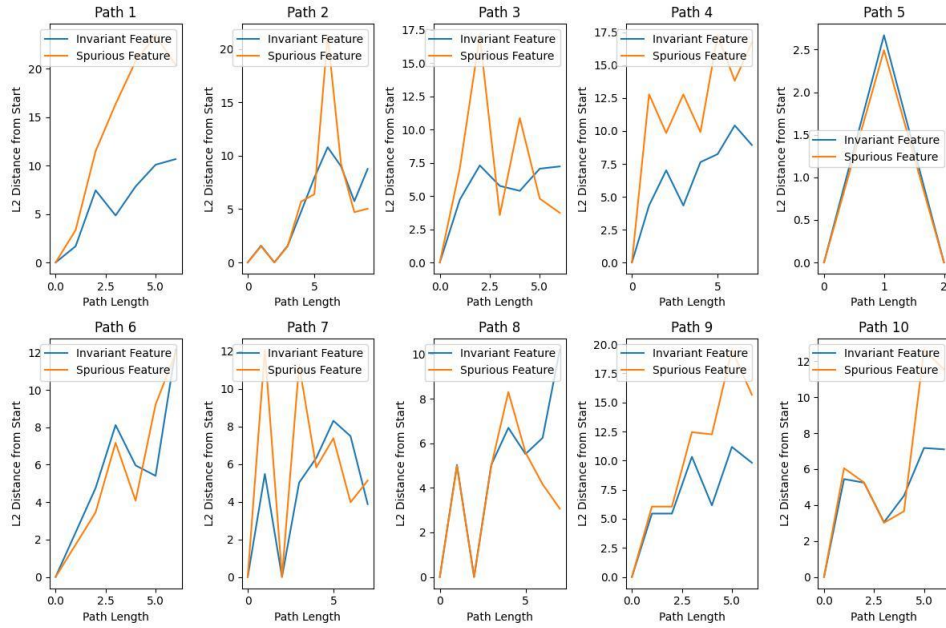 Path 1
Invariant Feature
Spurious Feature
L2 Distance from Start
20
15
10
5
0
0.0
2.5
5.0
Path Length
Path 2
Invariant Feature
Spurious Feature
L2 Distance from Start
20
15
10
5
0
0
5
Path Length
Path 3
Invariant Feature
Spurious Feature
L2 Distance from Start
17.5
15.0
12.5
10.0
7.5
5.0
2.5
0.0
0.0
2.5
5.0
Path Length
Path 4
Invariant Feature
Spurious Feature
L2 Distance from Start
17.5
15.0
12.5
10.0
7.5
5.0
2.5
0.0
0
5
Path Length
Path 5
Invariant Feature
Spurious Feature
L2 Distance from Start
2.5
2.0
1.5
1.0
0.5
0.0
0
1
2
Path Length
Path 6
Invariant Feature
Spurious Feature
L2 Distance from Start
12
10
8
6
4
2
0
0.0
2.5
5.0
Path Length
Path 7
Invariant Feature
Spurious Feature
L2 Distance from Start
12
10
8
6
4
2
0
0
5
Path Length
Path 8
Invariant Feature
Spurious Feature
L2 Distance from Start
10
8
6
4
2
0
0
5
Path Length
Path 9
Invariant Feature
Spurious Feature
L2 Distance from Start
20.0
17.5
15.0
12.5
10.0
7.5
5.0
2.5
0.0
0.0
2.5
5.0
Path Length
Path 10
Invariant Feature
Spurious Feature
L2 Distance from Start
12
10
8
6
4
2
0
0.0
2.5
5.0
Path Length